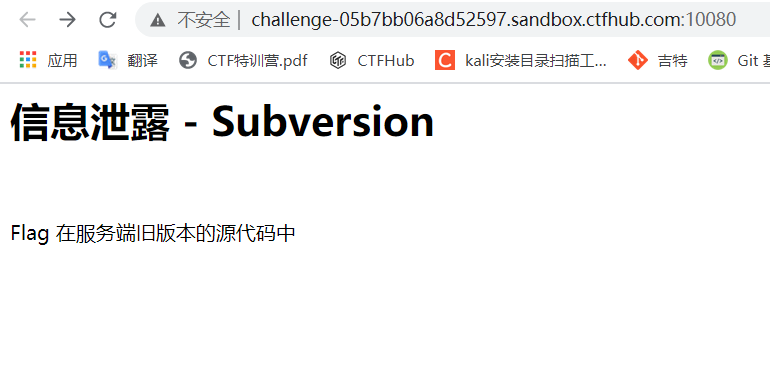 不安全 | challenge-05b7bb06a8d52597.sandbox.ctfhub.com:10080
应用 翻译 CTF特训营.pdf CTFHub kali安装目录扫描工... 吉特 Git 基
信息泄露 - Subversion
Flag 在服务端旧版本的源代码中